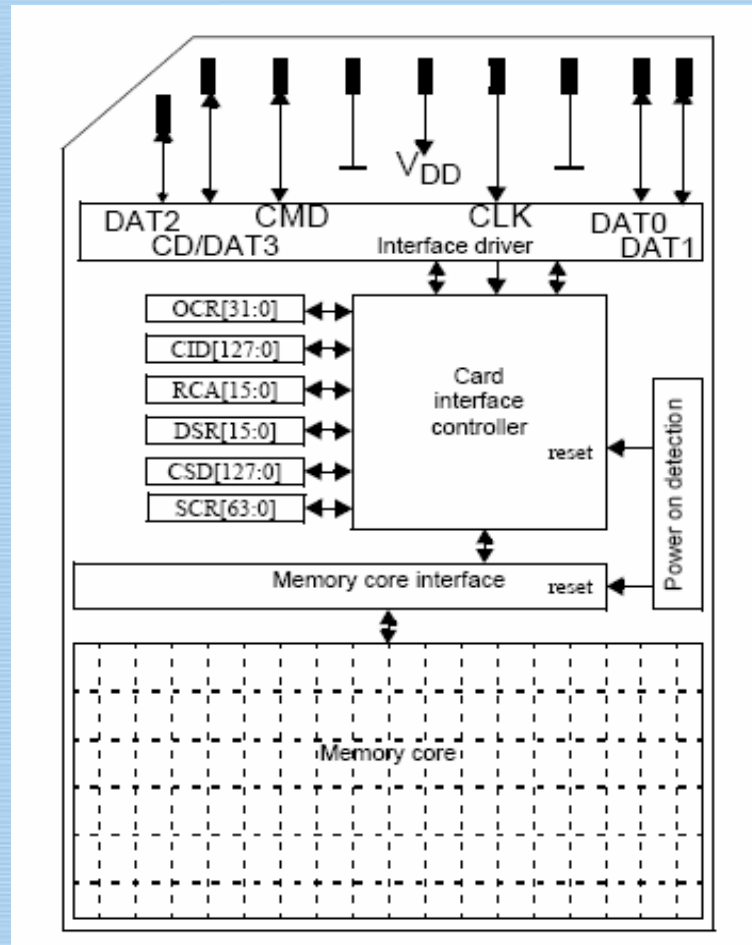 VDD
DAT2 CMD CLK DAT0
CD/DAT3 Interface driver DAT1
OCR[31:0]
CID[127:0]
RCA[15:0]
DSR[15:0]
CSD[127:0]
SCR[63:0]
Card
interface
controller
reset
Power on detection
Memory core interface reset
Memory core